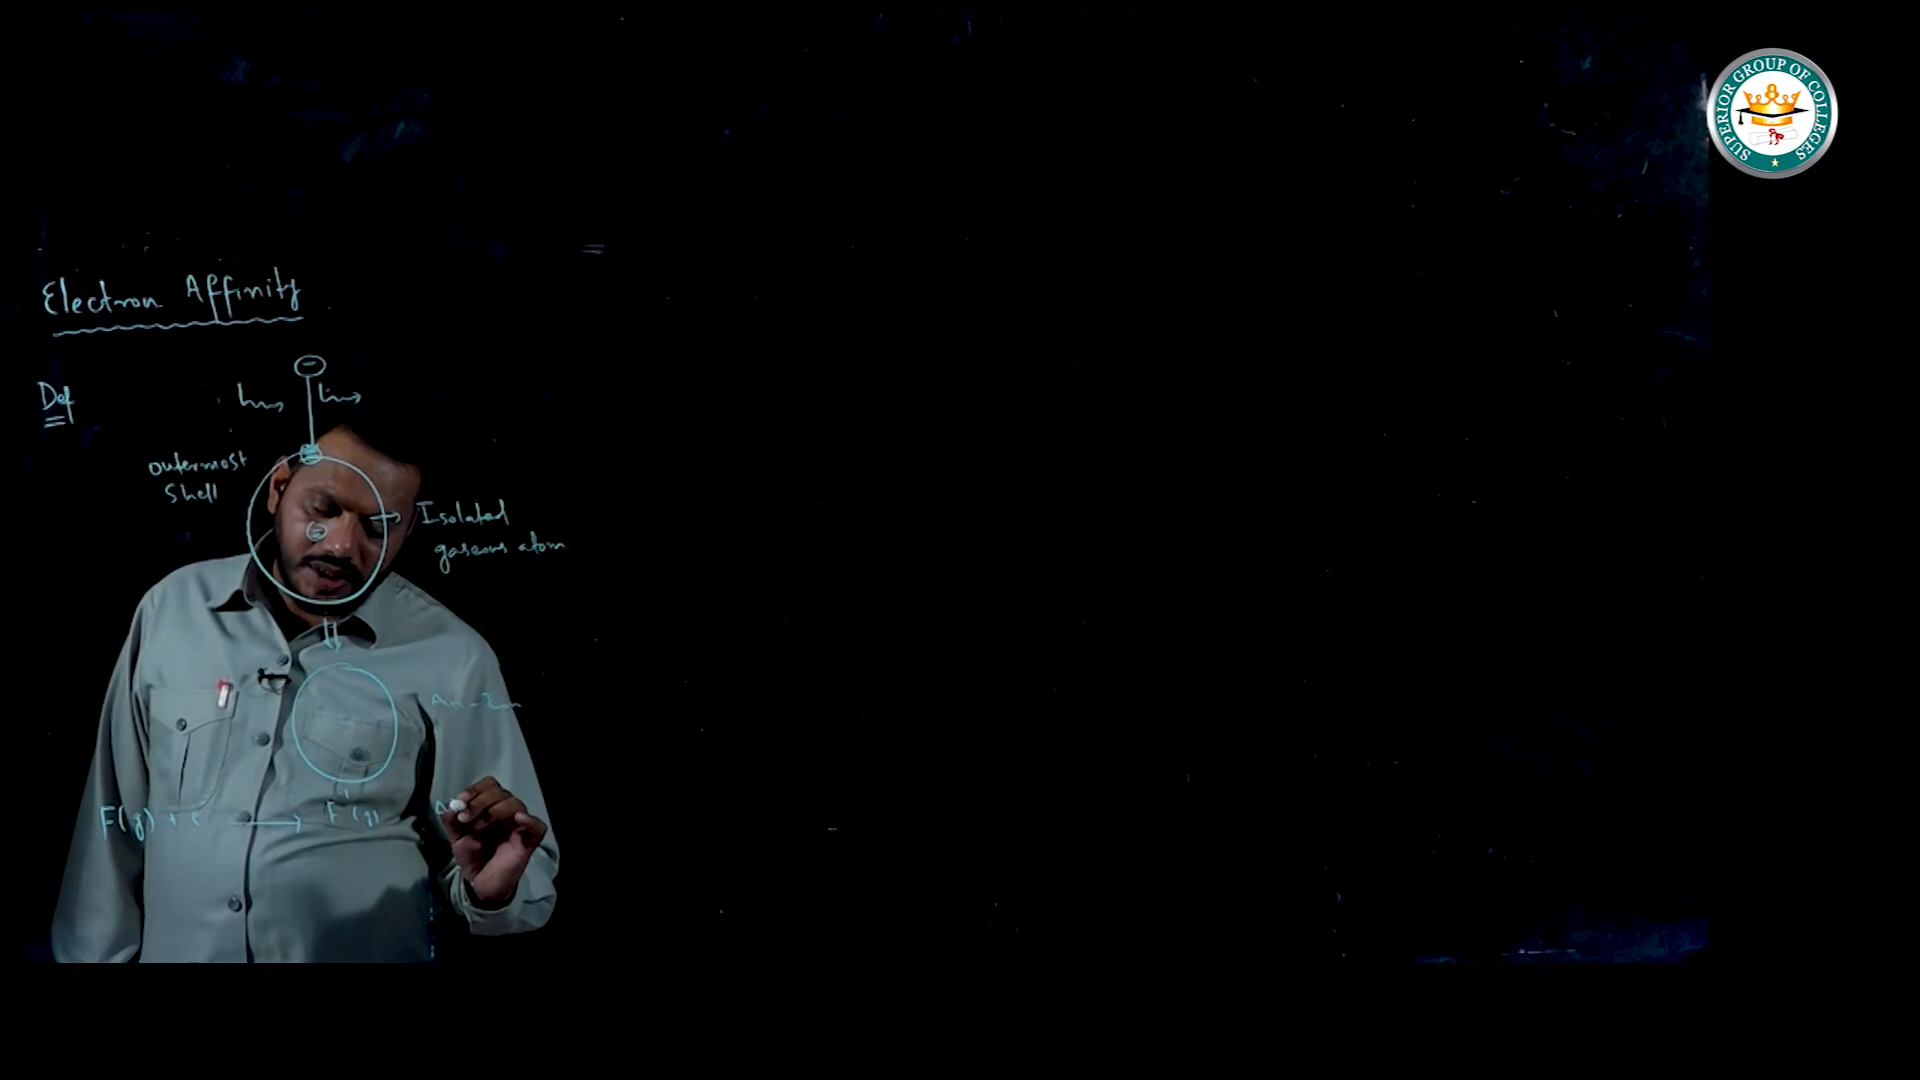 SUPERIOR GROUP OF COLLEGES
Electron Affinity
Def
outermost
shell
Isolated
gaseous atom
F(g) + e → F⁻(g)